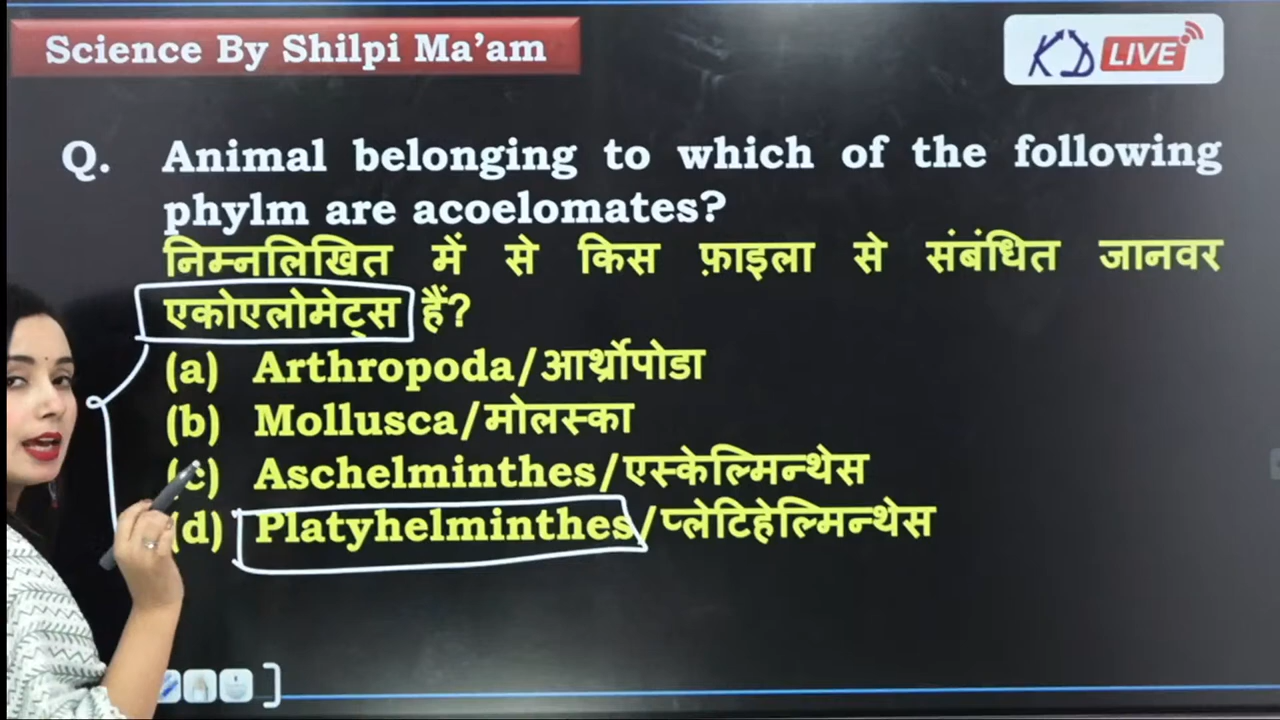 Science By Shilpi Ma’am
KD LIVE
Q. Animal belonging to which of the following
phylm are acoelomates?
निम्नलिखित में से किस फ़ाइला से संबंधित जानवर
एकोएलोमेट्स हैं?
(a) Arthropoda/आर्थ्रोपोडा
(b) Mollusca/मोलस्का
(c) Aschelminthes/एस्केल्मिन्थेस
(d) Platyhelminthes/प्लेटिहेल्मिन्थेस